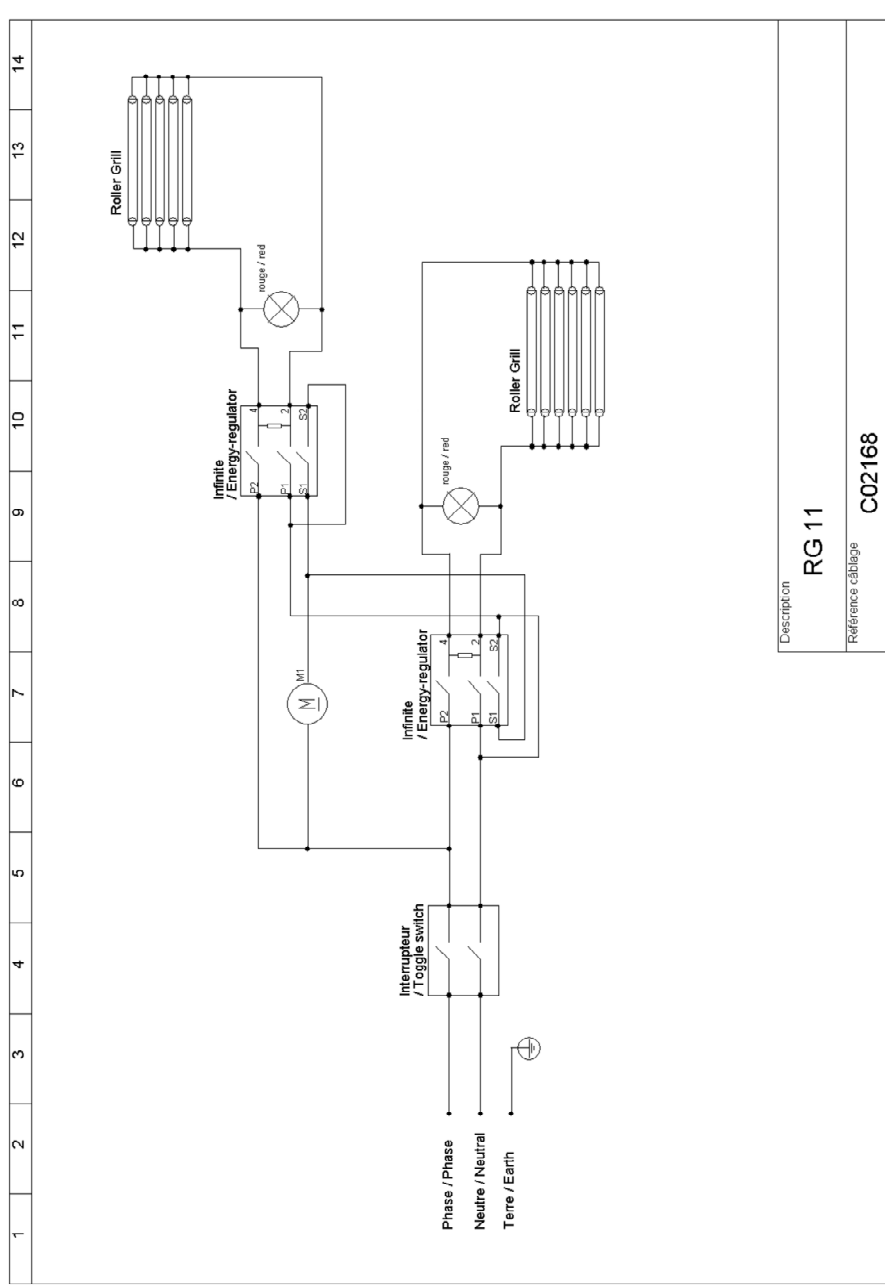 1
2
3
4
5
6
7
8
9
10
11
12
13
14
Roller Grill
rouge / red
Infinite
/ Energy-regulator
P2
4
P1
2
S1
S2
M1
M
Roller Grill
rouge / red
Infinite
/ Energy-regulator
P2
4
P1
2
S1
S2
Interrupteur
/ Toggle switch
Phase / Phase
Neutre / Neutral
Terre / Earth
Description
RG 11
Référence câblage
C02168